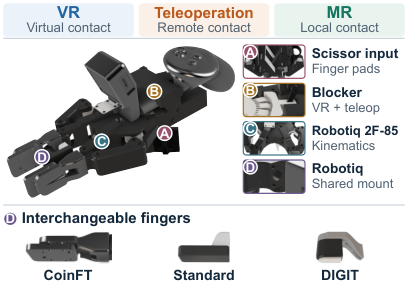 VR
Virtual contact
Teleoperation
Remote contact
MR
Local contact
A
Scissor input
Finger pads
B
Blocker
VR + teleop
C
Robotiq 2F-85
Kinematics
D
Robotiq
Shared mount
B
A
C
D
D Interchangeable fingers
CoinFT
Standard
DIGIT